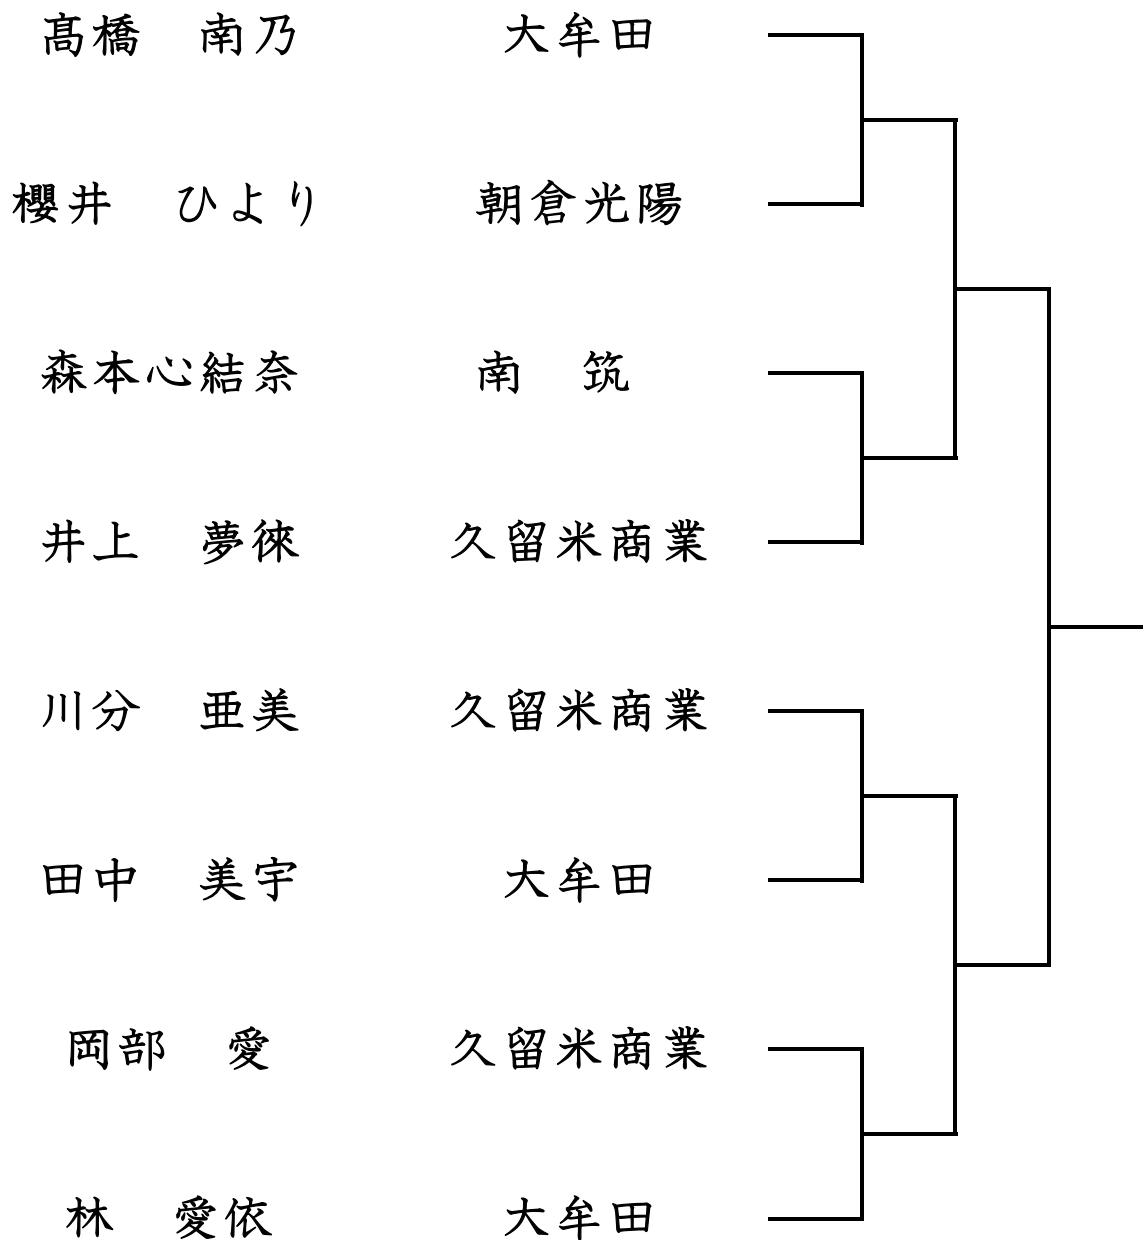 髙橋　南乃　大牟田
櫻井　ひより　朝倉光陽
森本心結奈　南　筑
井上　夢徠　久留米商業
川分　亜美　久留米商業
田中　美宇　大牟田
岡部　愛　久留米商業
林　愛依　大牟田